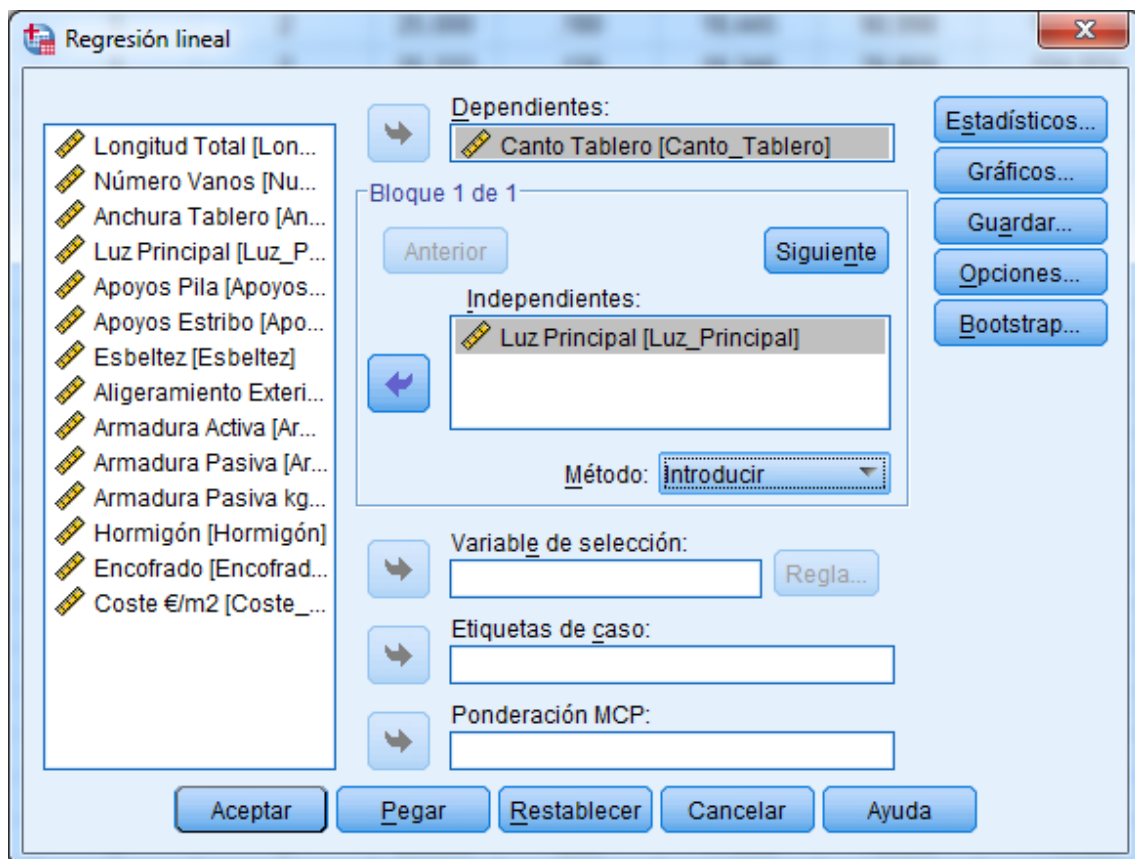 Regresión lineal
Longitud Total [Lon...
Número Vanos [Nu...
Anchura Tablero [An...
Luz Principal [Luz_P...
Apoyos Pila [Apoyos...
Apoyos Estribo [Apo...
Esbeltez [Esbeltez]
Aligeramiento Exteri...
Armadura Activa [Ar...
Armadura Pasiva [Ar...
Armadura Pasiva kg...
Hormigón [Hormigón]
Encofrado [Encofrad...
Coste €/m2 [Coste_...
Dependientes:
Canto Tablero [Canto_Tablero]
Bloque 1 de 1
Anterior
Siguiente
Independientes:
Luz Principal [Luz_Principal]
Método: Introducir
Variable de selección:
Regla...
Etiquetas de caso:
Ponderación MCP:
Estadísticos...
Gráficos...
Guardar...
Opciones...
Bootstrap...
Aceptar Pegar Restablecer Cancelar Ayuda